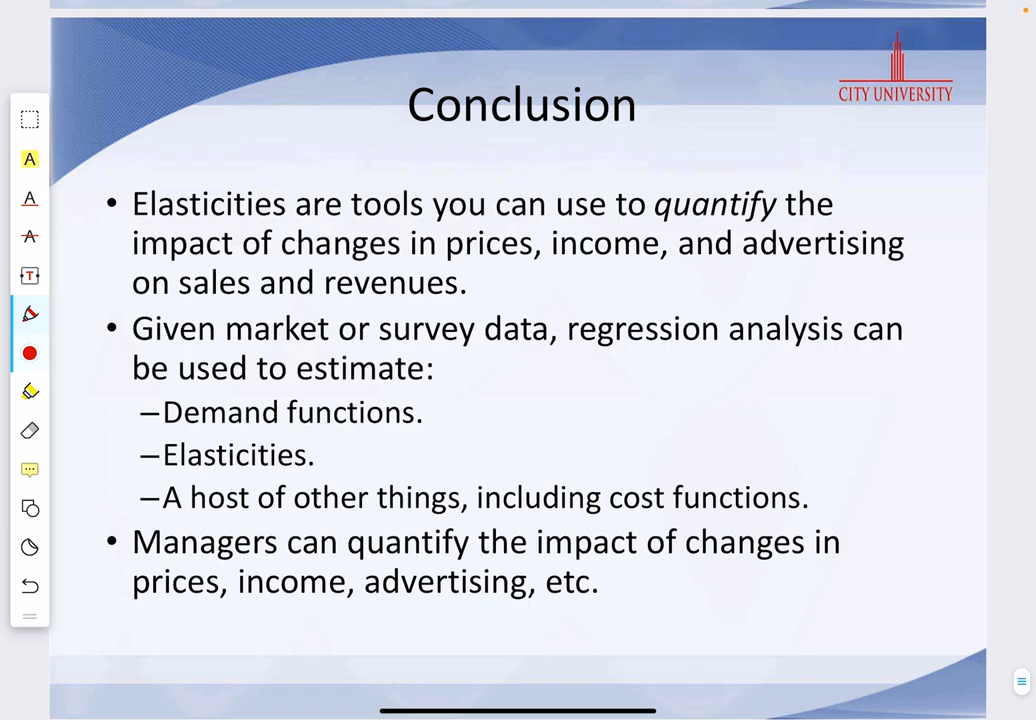 CITY UNIVERSITY
Conclusion
• Elasticities are tools you can use to quantify the
impact of changes in prices, income, and advertising
on sales and revenues.
• Given market or survey data, regression analysis can
be used to estimate:
–Demand functions.
–Elasticities.
–A host of other things, including cost functions.
• Managers can quantify the impact of changes in
prices, income, advertising, etc.
A
A
A
T